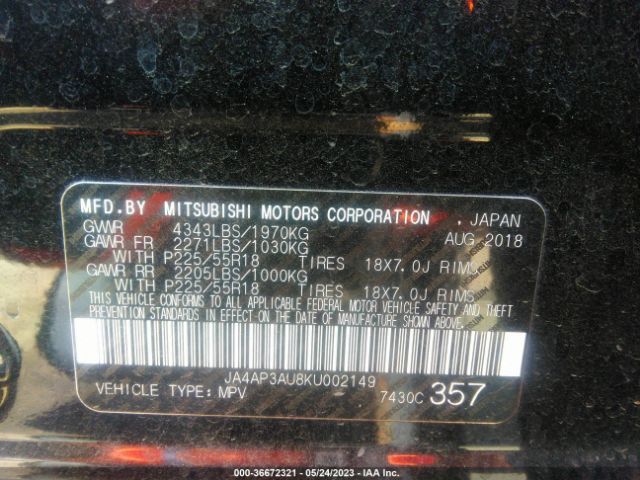 MFD.BY MITSUBISHI MOTORS CORPORATION , JAPAN
GVWR 4343LBS/1970KG AUG 2018
GAWR FR 2271LBS/1030KG
WITH P225/55R18 TIRES 18X7.0J RIMS
GAWR RR 2205LBS/1000KG
WITH P225/55R18 TIRES 18X7.0J RIMS
THIS VEHICLE CONFORMS TO ALL APPLICABLE FEDERAL MOTOR VEHICLE SAFETY AND THEFT
PREVENTION STANDARDS IN EFFECT ON THE DATE OF MANUFACTURE SHOWN ABOVE.
JA4AP3AU8KU002149
VEHICLE TYPE:MPV 7430C 357
000-36672321 - 05/24/2023 - IAA Inc.